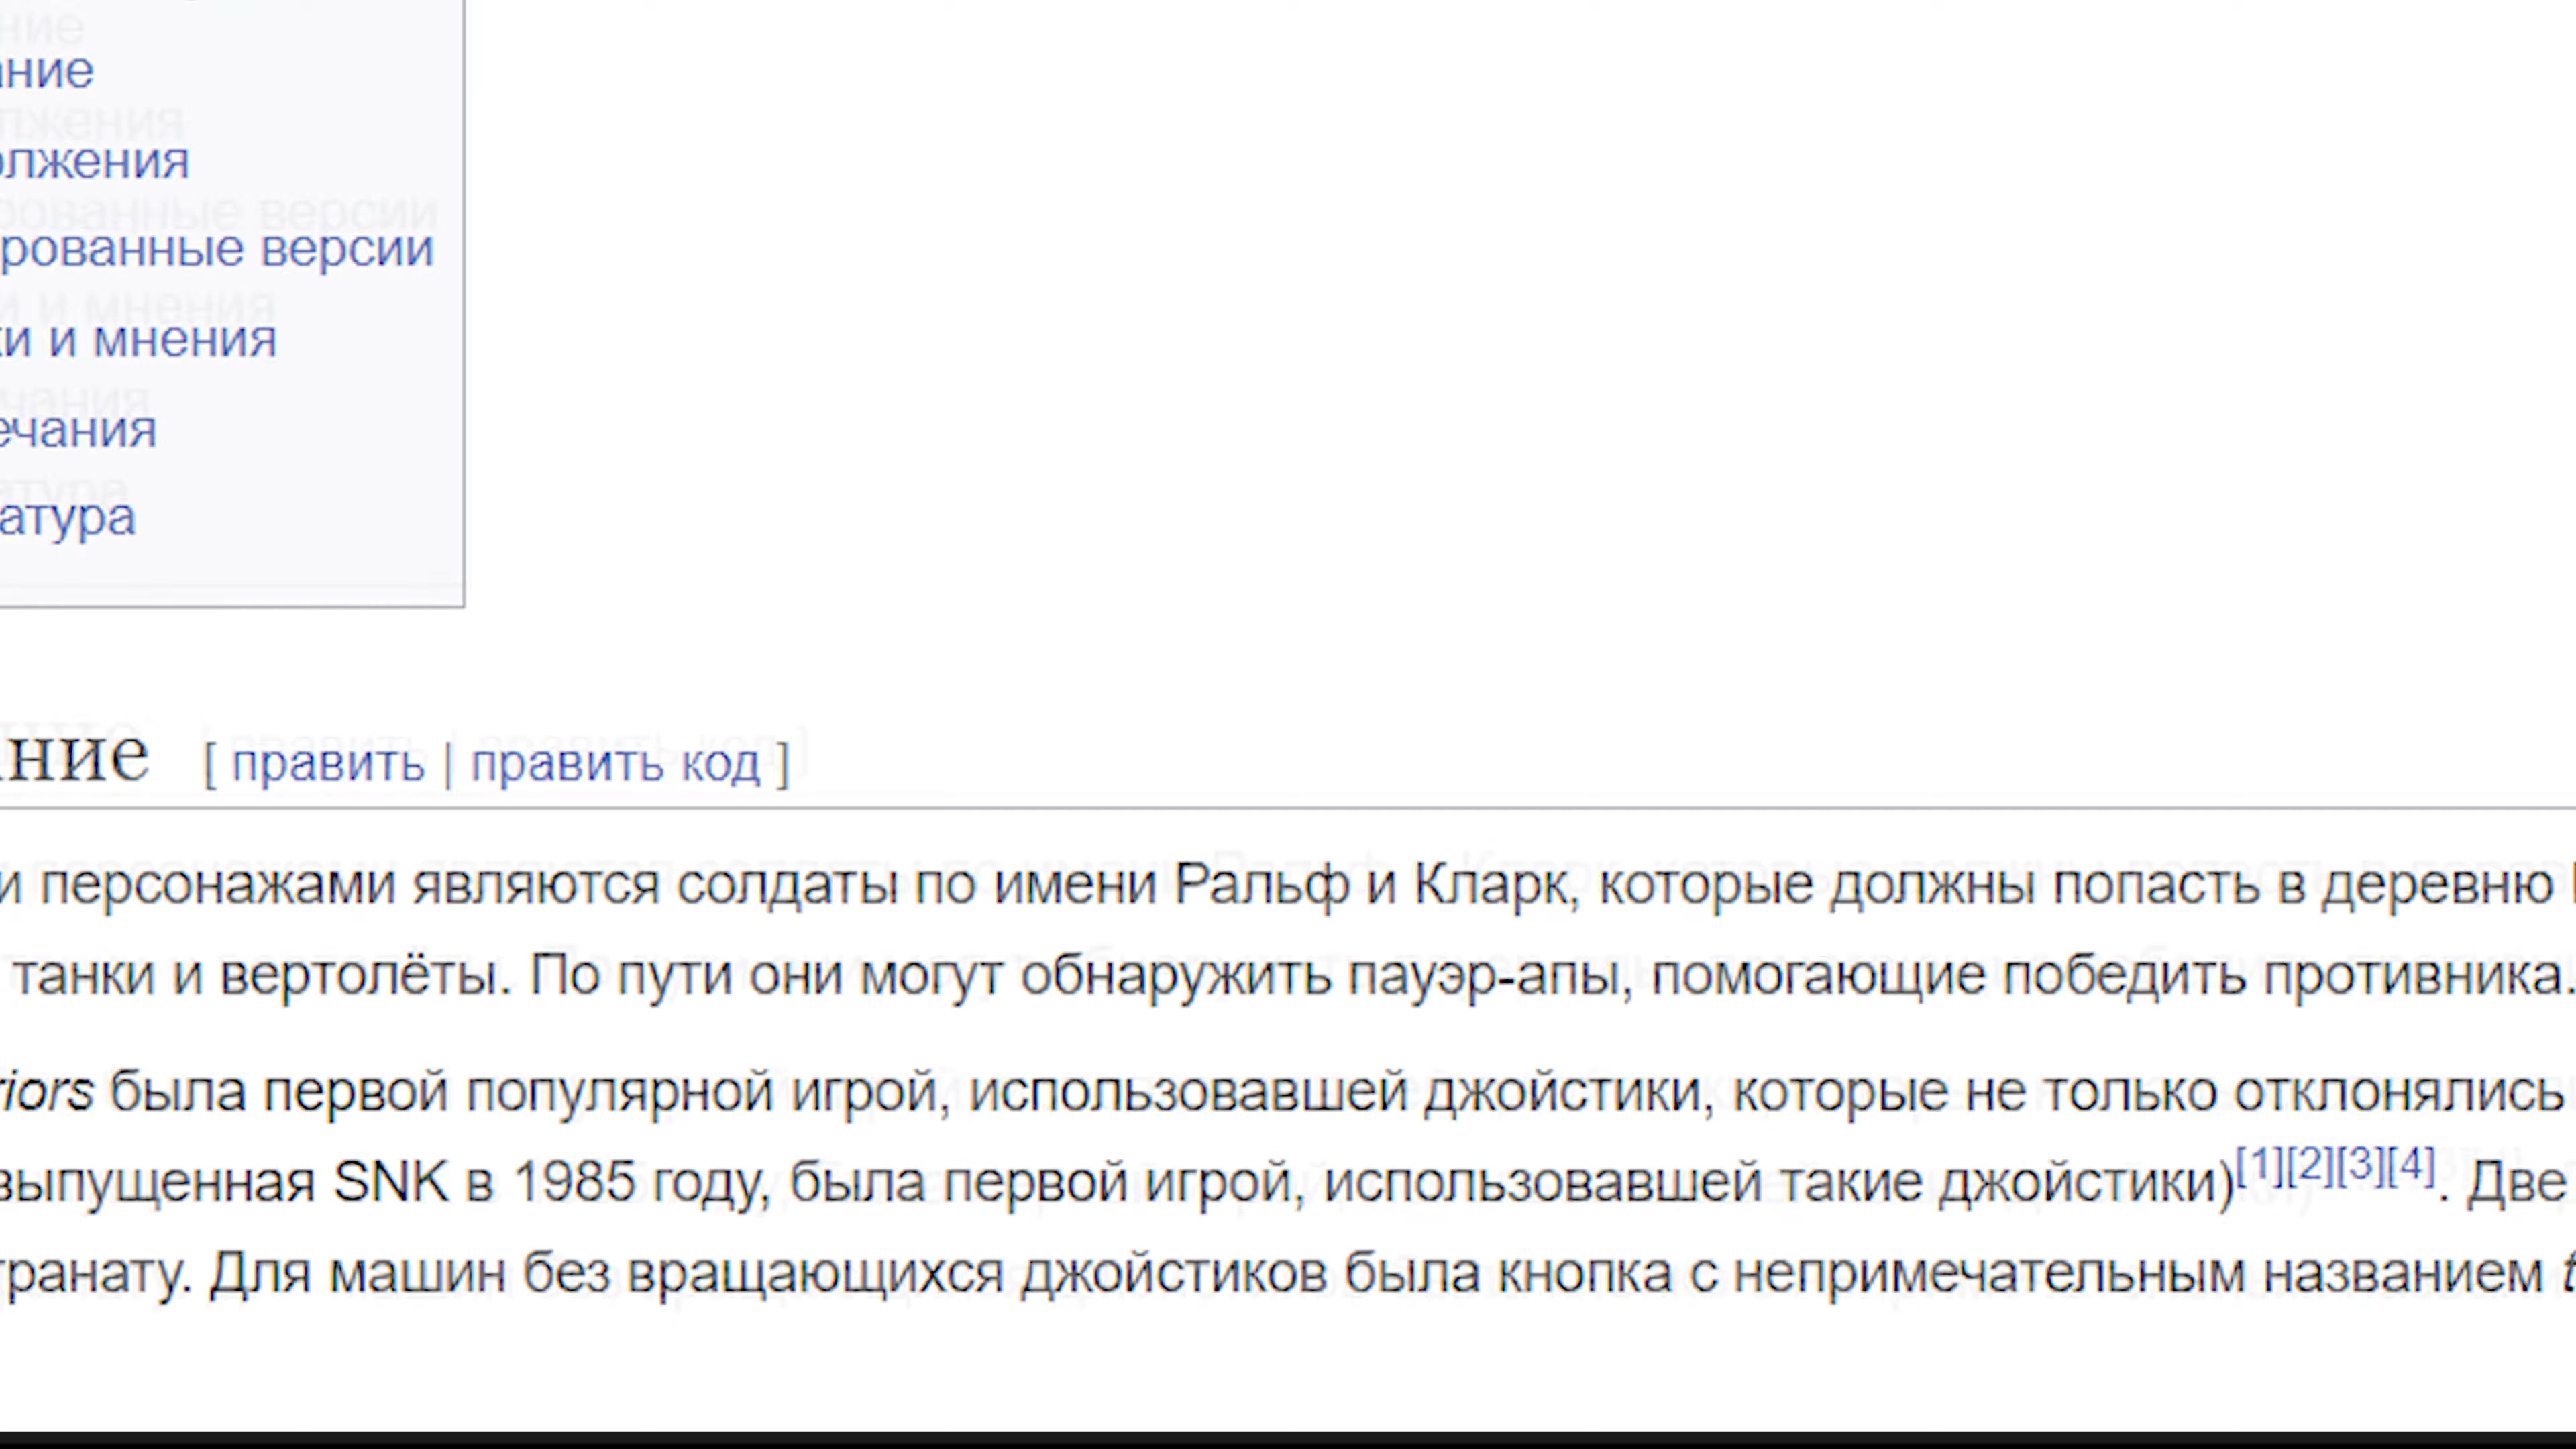 ание
олжения
рованные версии
ки и мнения
ечания
атура
ание [ править | править код ]
и персонажами являются солдаты по имени Ральф и Кларк, которые должны попасть в деревню
танки и вертолёты. По пути они могут обнаружить пауэр-апы, помогающие победить противника.
riors была первой популярной игрой, использовавшей джойстики, которые не только отклонялись
выпущенная SNK в 1985 году, была первой игрой, использовавшей такие джойстики)[1][2][3][4]. Две
гранату. Для машин без вращающихся джойстиков была кнопка с непримечательным названием t